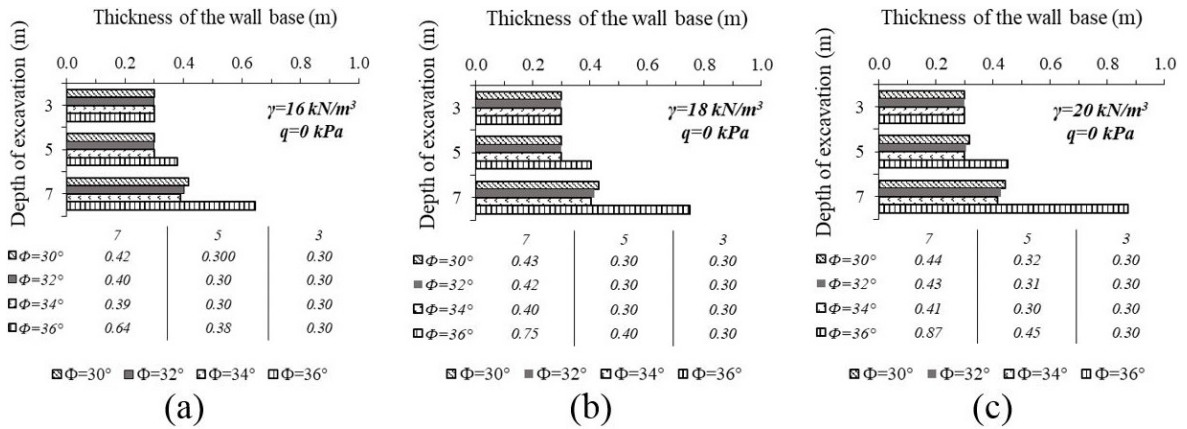 Thickness of the wall base (m)
0.0 0.2 0.4 0.6 0.8 1.0
Depth of excavation (m)
3
5
7
γ=16 kN/m³
q=0 kPa
7 5 3
Φ=30° 0.42 0.300 0.30
Φ=32° 0.40 0.30 0.30
Φ=34° 0.39 0.30 0.30
Φ=36° 0.64 0.38 0.30
Φ=30° Φ=32° Φ=34° Φ=36°
(a)
Thickness of the wall base (m)
0.0 0.2 0.4 0.6 0.8 1.0
Depth of excavation (m)
3
5
7
γ=18 kN/m³
q=0 kPa
7 5 3
Φ=30° 0.43 0.30 0.30
Φ=32° 0.42 0.30 0.30
Φ=34° 0.40 0.30 0.30
Φ=36° 0.75 0.40 0.30
Φ=30° Φ=32° Φ=34° Φ=36°
(b)
Thickness of the wall base (m)
0.0 0.2 0.4 0.6 0.8 1.0
Depth of excavation (m)
3
5
7
γ=20 kN/m³
q=0 kPa
7 5 3
Φ=30° 0.44 0.32 0.30
Φ=32° 0.43 0.31 0.30
Φ=34° 0.41 0.30 0.30
Φ=36° 0.87 0.45 0.30
Φ=30° Φ=32° Φ=34° Φ=36°
(c)